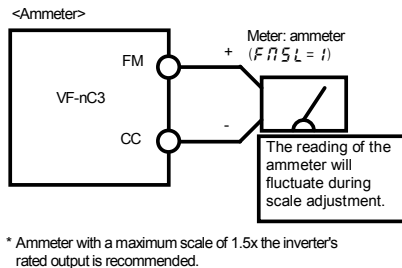 <Ammeter>
Meter: ammeter
(FMSL = 1)
FM
+
VF-nC3
CC
-
The reading of the
ammeter will
fluctuate during
scale adjustment.
* Ammeter with a maximum scale of 1.5x the inverter's
rated output is recommended.